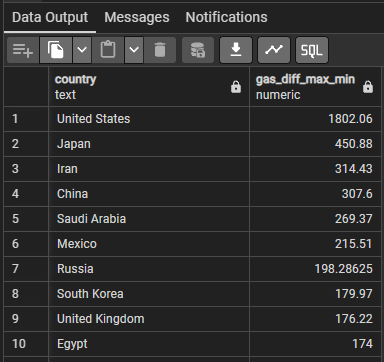 Data Output Messages Notifications
SQL
country gas_diff_max_min
text numeric
1 United States 1802.06
2 Japan 450.88
3 Iran 314.43
4 China 307.6
5 Saudi Arabia 269.37
6 Mexico 215.51
7 Russia 198.28625
8 South Korea 179.97
9 United Kingdom 176.22
10 Egypt 174